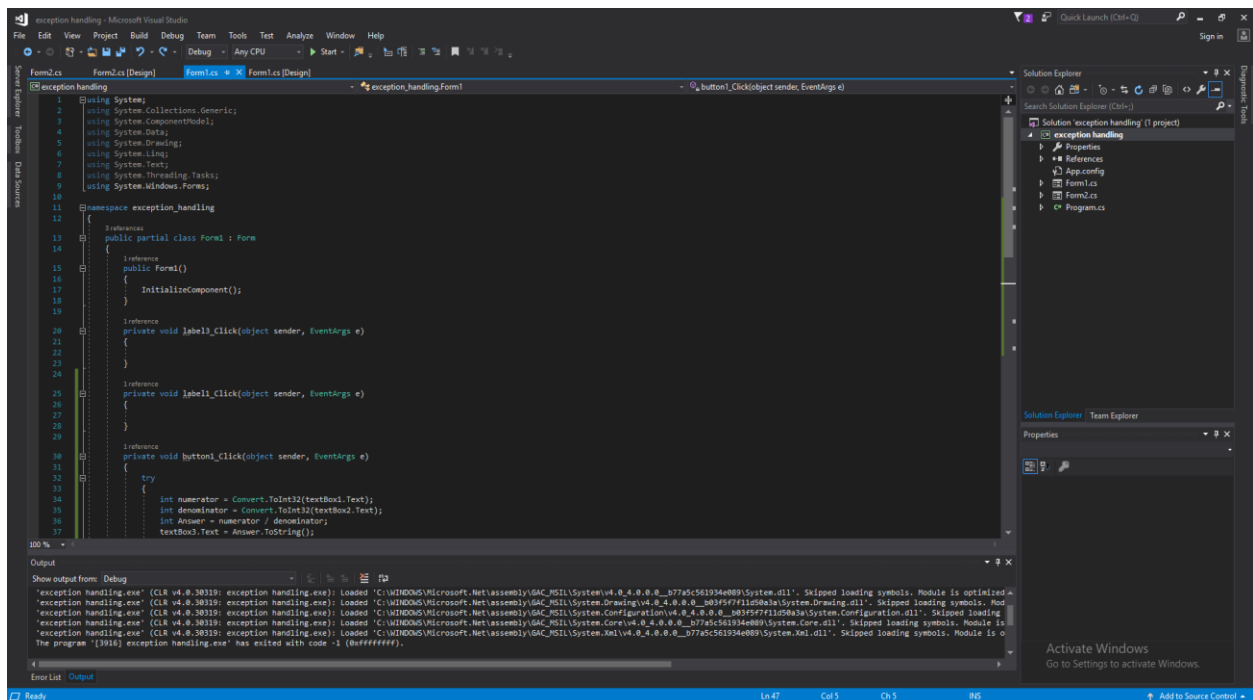 exception handling - Microsoft Visual Studio
2
Quick Launch (Ctrl+Q)
File Edit View Project Build Debug Team Tools Test Analyze Window Help
Sign in
Debug Any CPU Start
Server Explorer
Toolbox
Data Sources
Form2.cs Form2.cs [Design] Form1.cs Form1.cs [Design]
exception handling exception_handling.Form1 button1_Click(object sender, EventArgs e)
1 using System;
2 using System.Collections.Generic;
3 using System.ComponentModel;
4 using System.Data;
5 using System.Drawing;
6 using System.Linq;
7 using System.Text;
8 using System.Threading.Tasks;
9 using System.Windows.Forms;
10
11 namespace exception_handling
12 {
3 references
13 public partial class Form1 : Form
14 {
1 reference
15 public Form1()
16 {
17 InitializeComponent();
18 }
19
1 reference
20 private void label3_Click(object sender, EventArgs e)
21 {
22
23 }
24
1 reference
25 private void label1_Click(object sender, EventArgs e)
26 {
27
28 }
29
1 reference
30 private void button1_Click(object sender, EventArgs e)
31 {
32 try
33 {
34 int numerator = Convert.ToInt32(textBox1.Text);
35 int denominator = Convert.ToInt32(textBox2.Text);
36 int Answer = numerator / denominator;
37 textBox3.Text = Answer.ToString();
100 %
Output
Show output from: Debug
'exception handling.exe' (CLR v4.0.30319: exception handling.exe): Loaded 'C:\WINDOWS\Microsoft.Net\assembly\GAC_MSIL\System\v4.0_4.0.0.0__b77a5c561934e089\System.dll'. Skipped loading symbols. Module is optimized
'exception handling.exe' (CLR v4.0.30319: exception handling.exe): Loaded 'C:\WINDOWS\Microsoft.Net\assembly\GAC_MSIL\System.Drawing\v4.0_4.0.0.0__b03f5f7f11d50a3a\System.Drawing.dll'. Skipped loading symbols. Mod
'exception handling.exe' (CLR v4.0.30319: exception handling.exe): Loaded 'C:\WINDOWS\Microsoft.Net\assembly\GAC_MSIL\System.Configuration\v4.0_4.0.0.0__b03f5f7f11d50a3a\System.Configuration.dll'. Skipped loading
'exception handling.exe' (CLR v4.0.30319: exception handling.exe): Loaded 'C:\WINDOWS\Microsoft.Net\assembly\GAC_MSIL\System.Core\v4.0_4.0.0.0__b77a5c561934e089\System.Core.dll'. Skipped loading symbols. Module is
'exception handling.exe' (CLR v4.0.30319: exception handling.exe): Loaded 'C:\WINDOWS\Microsoft.Net\assembly\GAC_MSIL\System.Xml\v4.0_4.0.0.0__b77a5c561934e089\System.Xml.dll'. Skipped loading symbols. Module is o
The program '[3916] exception handling.exe' has exited with code -1 (0xffffffff).
Error List Output
Solution Explorer
Search Solution Explorer (Ctrl+;)
Solution 'exception handling' (1 project)
exception handling
Properties
References
App.config
Form1.cs
Form2.cs
Program.cs
Solution Explorer Team Explorer
Properties
Diagnostic Tools
Activate Windows
Go to Settings to activate Windows.
Ready Ln 47 Col 5 Ch 5 INS Add to Source Control